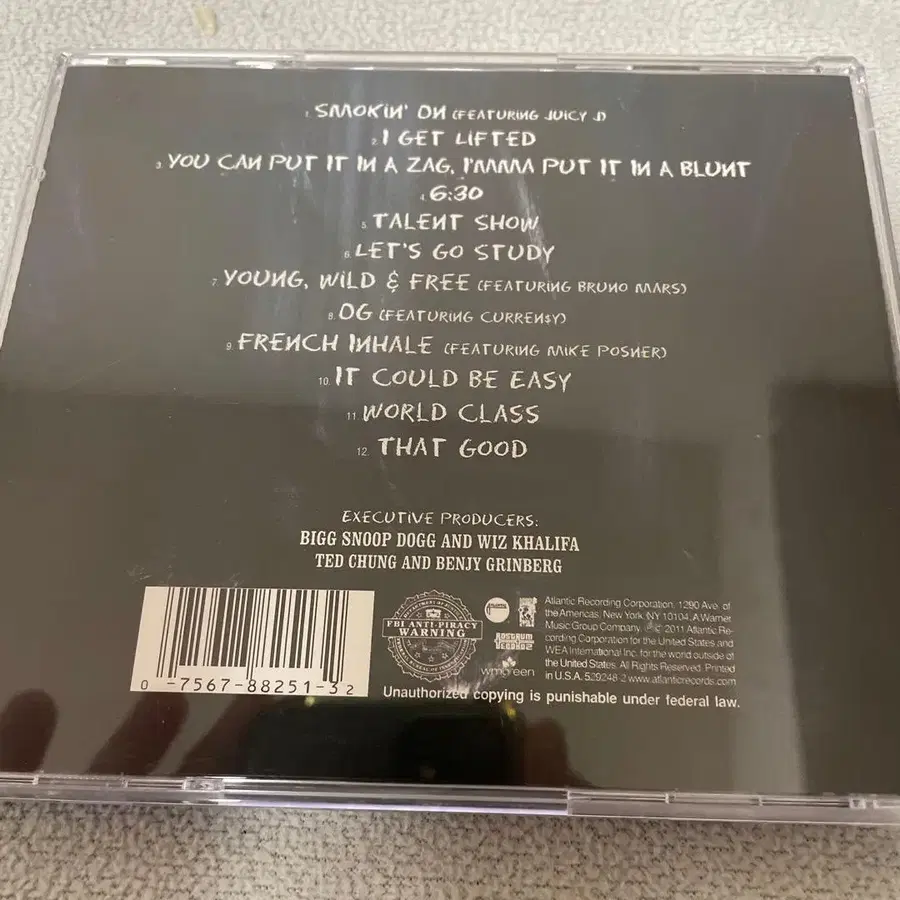 1. SMOKIN' ON (FEATURING JUICY J)
2. I GET LIFTED
3. YOU CAN PUT IT IN A ZAG, I'MMA PUT IT IN A BLUNT
4. 6:30
5. TALENT SHOW
6. LET'S GO STUDY
7. YOUNG, WILD & FREE (FEATURING BRUNO MARS)
8. OG (FEATURING CURREN$Y)
9. FRENCH INHALE (FEATURING MIKE POSNER)
10. IT COULD BE EASY
11. WORLD CLASS
12. THAT GOOD
EXECUTIVE PRODUCERS:
BIGG SNOOP DOGG AND WIZ KHALIFA
TED CHUNG AND BENJY GRINBERG
0 -7567-88251-3 2
FBI ANTI-PIRACY
WARNING
ROSTRUM
RECORDS
wmgreen
Atlantic Recording Corporation, 1290 Ave. of
the Americas, New York, NY 10104. A Warner
Music Group Company. ℗© 2011 Atlantic Re-
cording Corporation for the United States and
WEA International Inc. for the world outside of
the United States. All Rights Reserved. Printed
in U.S.A. 529248-2 www.atlanticrecords.com
Unauthorized copying is punishable under federal law.